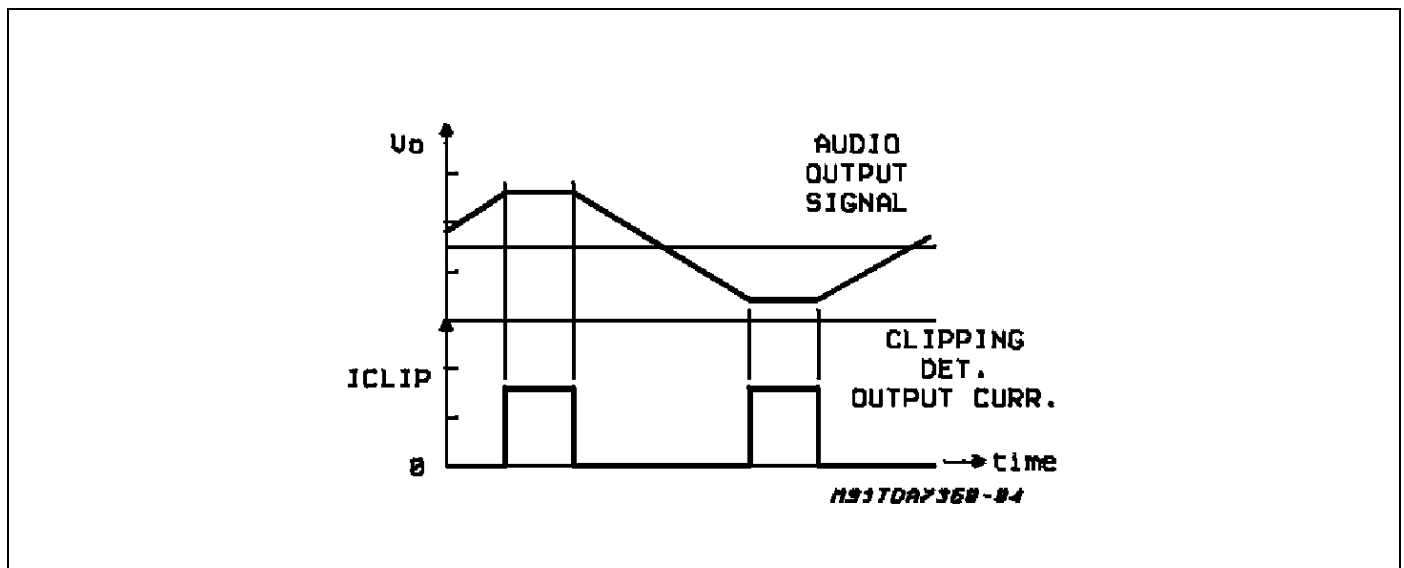 Vo
AUDIO
OUTPUT
SIGNAL
ICLIP
CLIPPING
DET.
OUTPUT CURR.
0
time
M93TDA7360-04